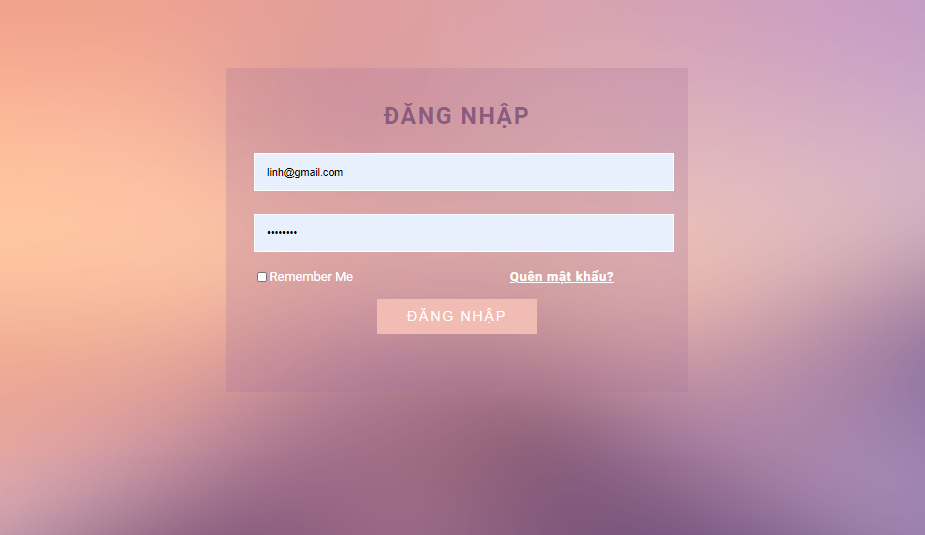 ĐĂNG NHẬP
linh@gmail.com
••••••••
Remember Me Quên mật khẩu?
ĐĂNG NHẬP